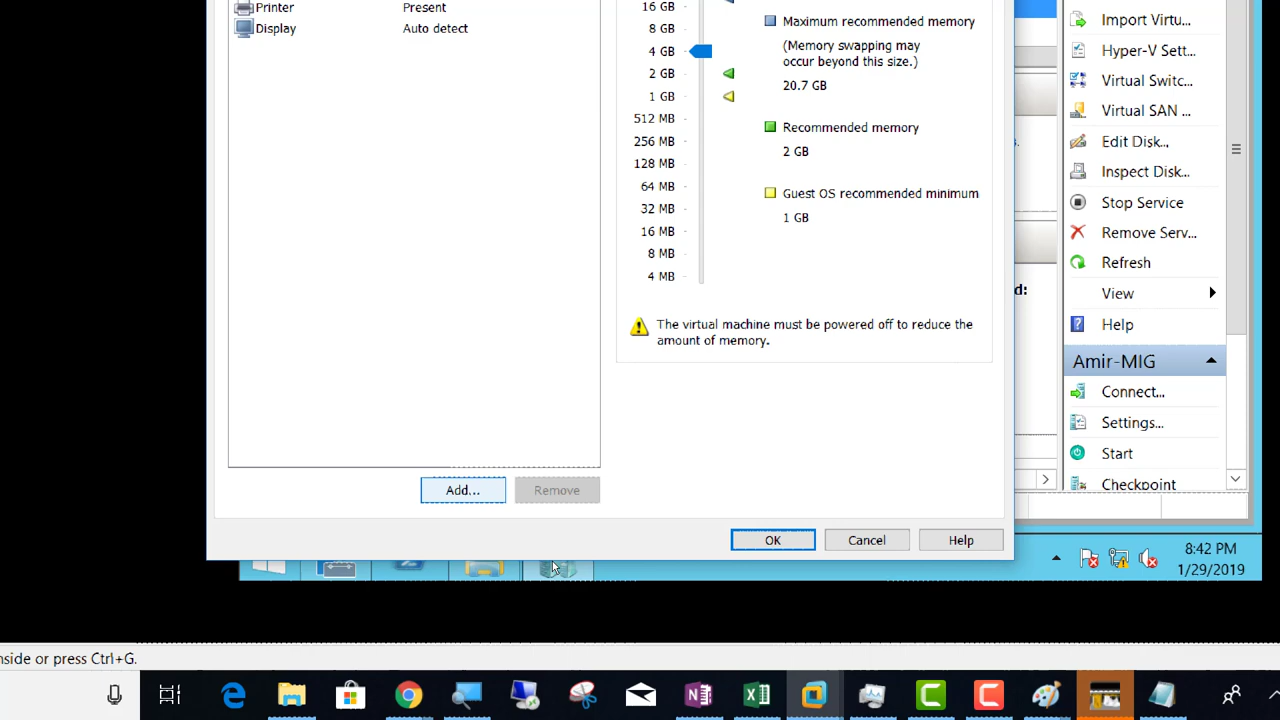 Printer Present
Display Auto detect
16 GB
8 GB
4 GB
2 GB
1 GB
512 MB
256 MB
128 MB
64 MB
32 MB
16 MB
8 MB
4 MB
Maximum recommended memory
(Memory swapping may
occur beyond this size.)
20.7 GB
Recommended memory
2 GB
Guest OS recommended minimum
1 GB
The virtual machine must be powered off to reduce the
amount of memory.
Add...
Remove
OK
Cancel
Help
s.
d:
Import Virtu...
Hyper-V Sett...
Virtual Switc...
Virtual SAN ...
Edit Disk...
Inspect Disk...
Stop Service
Remove Serv...
Refresh
View
Help
Amir-MIG
Connect...
Settings...
Start
Checkpoint
8:42 PM
1/29/2019
nside or press Ctrl+G.